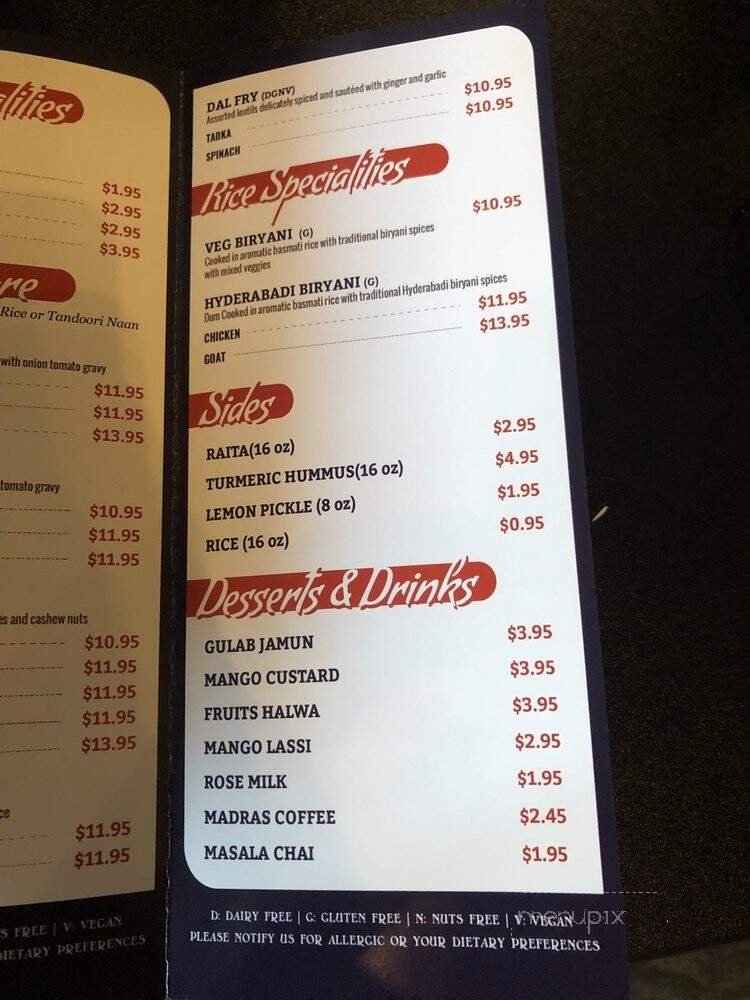 alities
$1.95
$2.95
$2.95
$3.95
re
Rice or Tandoori Naan
with onion tomato gravy
$11.95
$11.95
$13.95
tomato gravy
$10.95
$11.95
$11.95
es and cashew nuts
$10.95
$11.95
$11.95
$11.95
$13.95
ce
$11.95
$11.95
S FREE | V: VEGAN
DIETARY PREFERENCES
DAL FRY (DGNV)
Assorted lentils delicately spiced and sautéed with ginger and garlic
TADKA $10.95
SPINACH $10.95
Rice Specialities
VEG BIRYANI (G) $10.95
Cooked in aromatic basmati rice with traditional biryani spices
with mixed veggies
HYDERABADI BIRYANI (G)
Dum Cooked in aromatic basmati rice with traditional Hyderabadi biryani spices
CHICKEN $11.95
GOAT $13.95
Sides
RAITA(16 oz) $2.95
TURMERIC HUMMUS(16 oz) $4.95
LEMON PICKLE (8 oz) $1.95
RICE (16 oz) $0.95
Desserts & Drinks
GULAB JAMUN $3.95
MANGO CUSTARD $3.95
FRUITS HALWA $3.95
MANGO LASSI $2.95
ROSE MILK $1.95
MADRAS COFFEE $2.45
MASALA CHAI $1.95
D: DAIRY FREE | G: GLUTEN FREE | N: NUTS FREE | V: VEGAN
PLEASE NOTIFY US FOR ALLERGIC OR YOUR DIETARY PREFERENCES
menupix